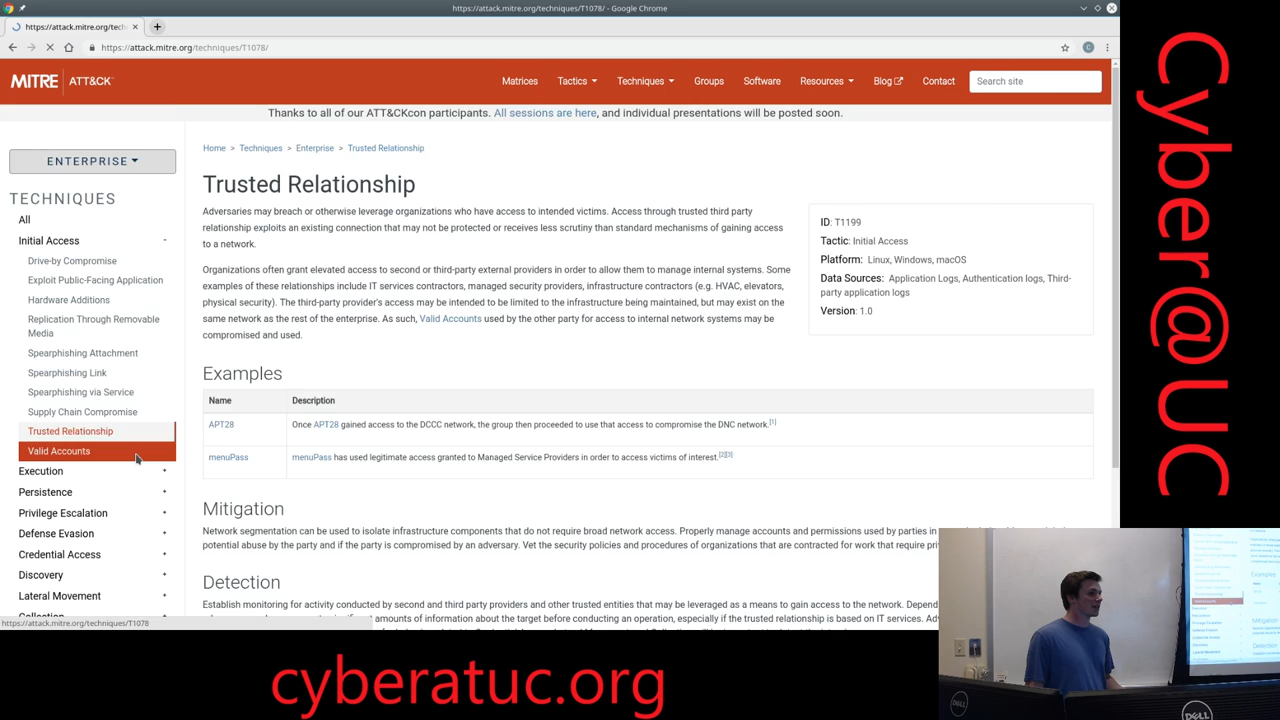 https://attack.mitre.org/techniques/T1078/ - Google Chrome
https://attack.mitre.org/tech
https://attack.mitre.org/techniques/T1078/
MITRE | ATT&CK™
Matrices
Tactics
Techniques
Groups
Software
Resources
Blog
Contact
Search site
Thanks to all of our ATT&CKcon participants. All sessions are here, and individual presentations will be posted soon.
ENTERPRISE
TECHNIQUES
All
Initial Access -
Drive-by Compromise
Exploit Public-Facing Application
Hardware Additions
Replication Through Removable
Media
Spearphishing Attachment
Spearphishing Link
Spearphishing via Service
Supply Chain Compromise
Trusted Relationship
Valid Accounts
Execution +
Persistence +
Privilege Escalation +
Defense Evasion +
Credential Access +
Discovery +
Lateral Movement +
Collection
https://attack.mitre.org/techniques/T1078
Home > Techniques > Enterprise > Trusted Relationship
Trusted Relationship
Adversaries may breach or otherwise leverage organizations who have access to intended victims. Access through trusted third party
relationship exploits an existing connection that may not be protected or receives less scrutiny than standard mechanisms of gaining access
to a network.
Organizations often grant elevated access to second or third-party external providers in order to allow them to manage internal systems. Some
examples of these relationships include IT services contractors, managed security providers, infrastructure contractors (e.g. HVAC, elevators,
physical security). The third-party provider's access may be intended to be limited to the infrastructure being maintained, but may exist on the
same network as the rest of the enterprise. As such, Valid Accounts used by the other party for access to internal network systems may be
compromised and used.
ID: T1199
Tactic: Initial Access
Platform: Linux, Windows, macOS
Data Sources: Application Logs, Authentication logs, Third-
party application logs
Version: 1.0
Examples
Name Description
APT28 Once APT28 gained access to the DCCC network, the group then proceeded to use that access to compromise the DNC network.[1]
menuPass menuPass has used legitimate access granted to Managed Service Providers in order to access victims of interest.[2][3]
Mitigation
Network segmentation can be used to isolate infrastructure components that do not require broad network access. Properly manage accounts and permissions used by parties in
potential abuse by the party and if the party is compromised by an adversary. Vet the security policies and procedures of organizations that are contracted for work that require pri
Detection
Establish monitoring for activity conducted by second and third party providers and other trusted entities that may be leveraged as a means to gain access to the network. Depend
amounts of information about the target before conducting an operation, especially if the trusted relationship is based on IT services. Adv
Cyber@UC
cyberatuc.org
Examples
Mitigation
Detection
DELL
DELL